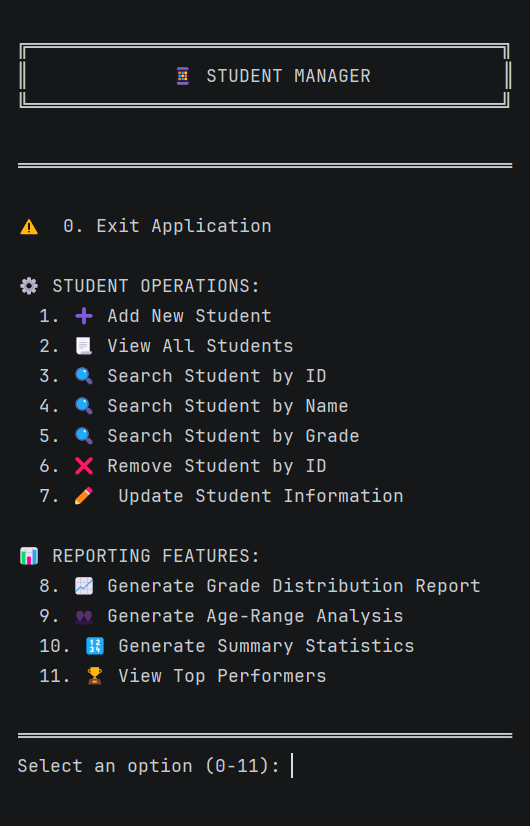 STUDENT MANAGER
0. Exit Application
STUDENT OPERATIONS:
1. Add New Student
2. View All Students
3. Search Student by ID
4. Search Student by Name
5. Search Student by Grade
6. Remove Student by ID
7. Update Student Information
REPORTING FEATURES:
8. Generate Grade Distribution Report
9. Generate Age-Range Analysis
10. Generate Summary Statistics
11. View Top Performers
Select an option (0-11):